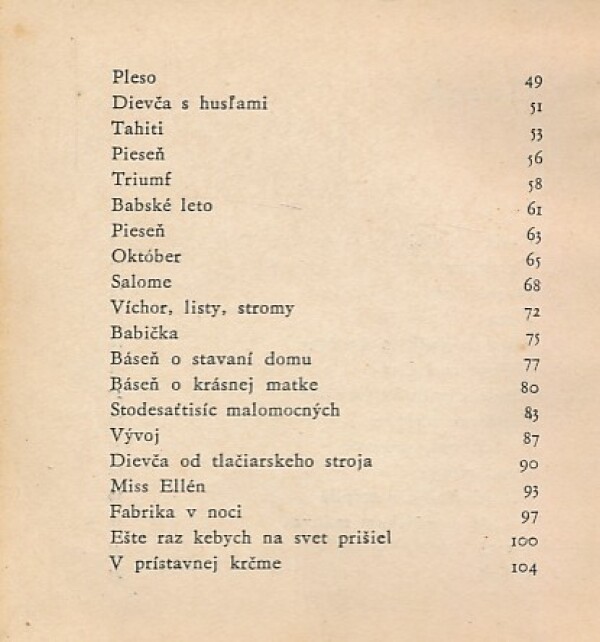 Pleso 49
Dievča s husľami 51
Tahiti 53
Pieseň 56
Triumf 58
Babské leto 61
Pieseň 63
Október 65
Salome 68
Víchor, listy, stromy 72
Babička 75
Báseň o stavaní domu 77
Báseň o krásnej matke 80
Stodesaťtisíc malomocných 83
Vývoj 87
Dievča od tlačiarskeho stroja 90
Miss Ellén 93
Fabrika v noci 97
Ešte raz kebych na svet prišiel 100
V prístavnej krčme 104